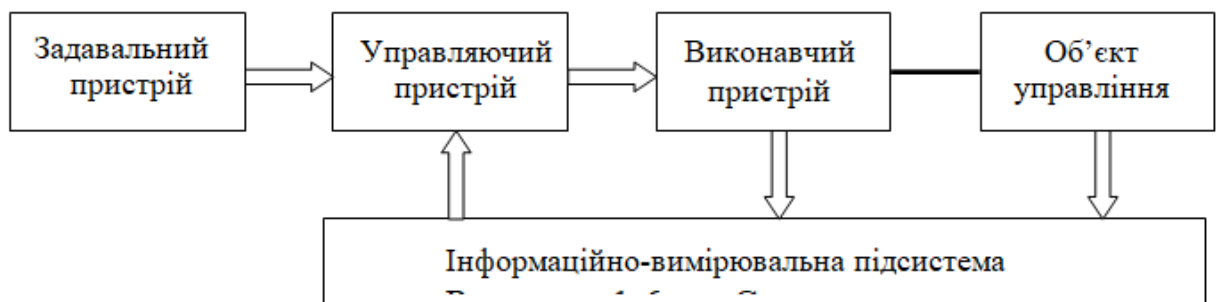 Задавальний
пристрій
Управляючий
пристрій
Виконавчий
пристрій
Об’єкт
управління
Інформаційно-вимірювальна підсистема